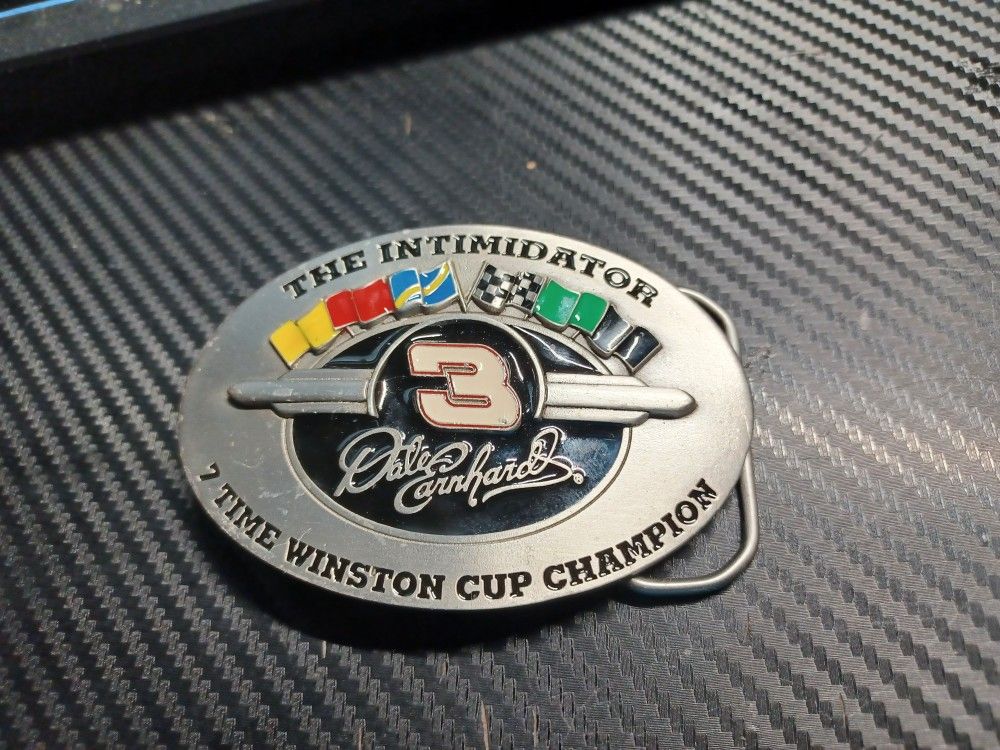 THE INTIMIDATOR
3
Dale
Earnhardt ®
7 TIME WINSTON CUP CHAMPION